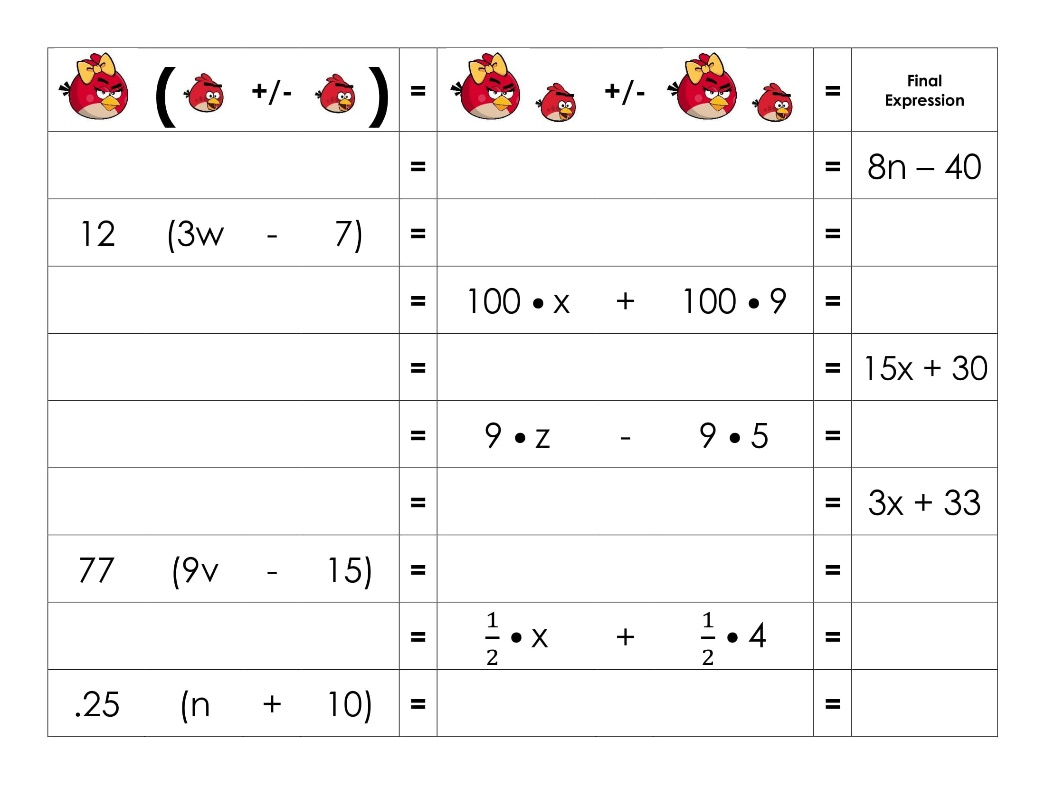 ( +/- ) = +/- = Final Expression
= = 8n – 40
12 (3w - 7) = =
= 100 • x + 100 • 9 =
= = 15x + 30
= 9 • z - 9 • 5 =
= = 3x + 33
77 (9v - 15) = =
= 1/2 • x + 1/2 • 4 =
.25 (n + 10) = =